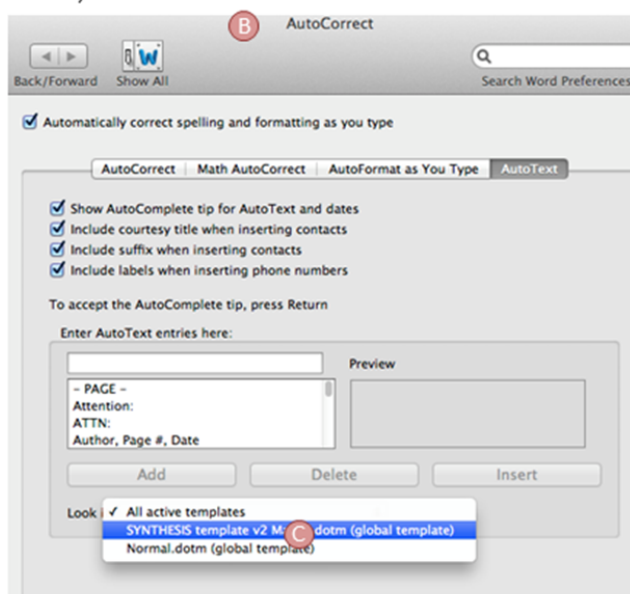 B
AutoCorrect
Back/Forward Show All Search Word Preferences
Automatically correct spelling and formatting as you type
AutoCorrect Math AutoCorrect AutoFormat as You Type AutoText
Show AutoComplete tip for AutoText and dates
Include courtesy title when inserting contacts
Include suffix when inserting contacts
Include labels when inserting phone numbers
To accept the AutoComplete tip, press Return
Enter AutoText entries here:
Preview
- PAGE -
Attention:
ATTN:
Author, Page #, Date
Add Delete Insert
Look ✓ All active templates
SYNTHESIS template v2 C dotm (global template)
Normal.dotm (global template)